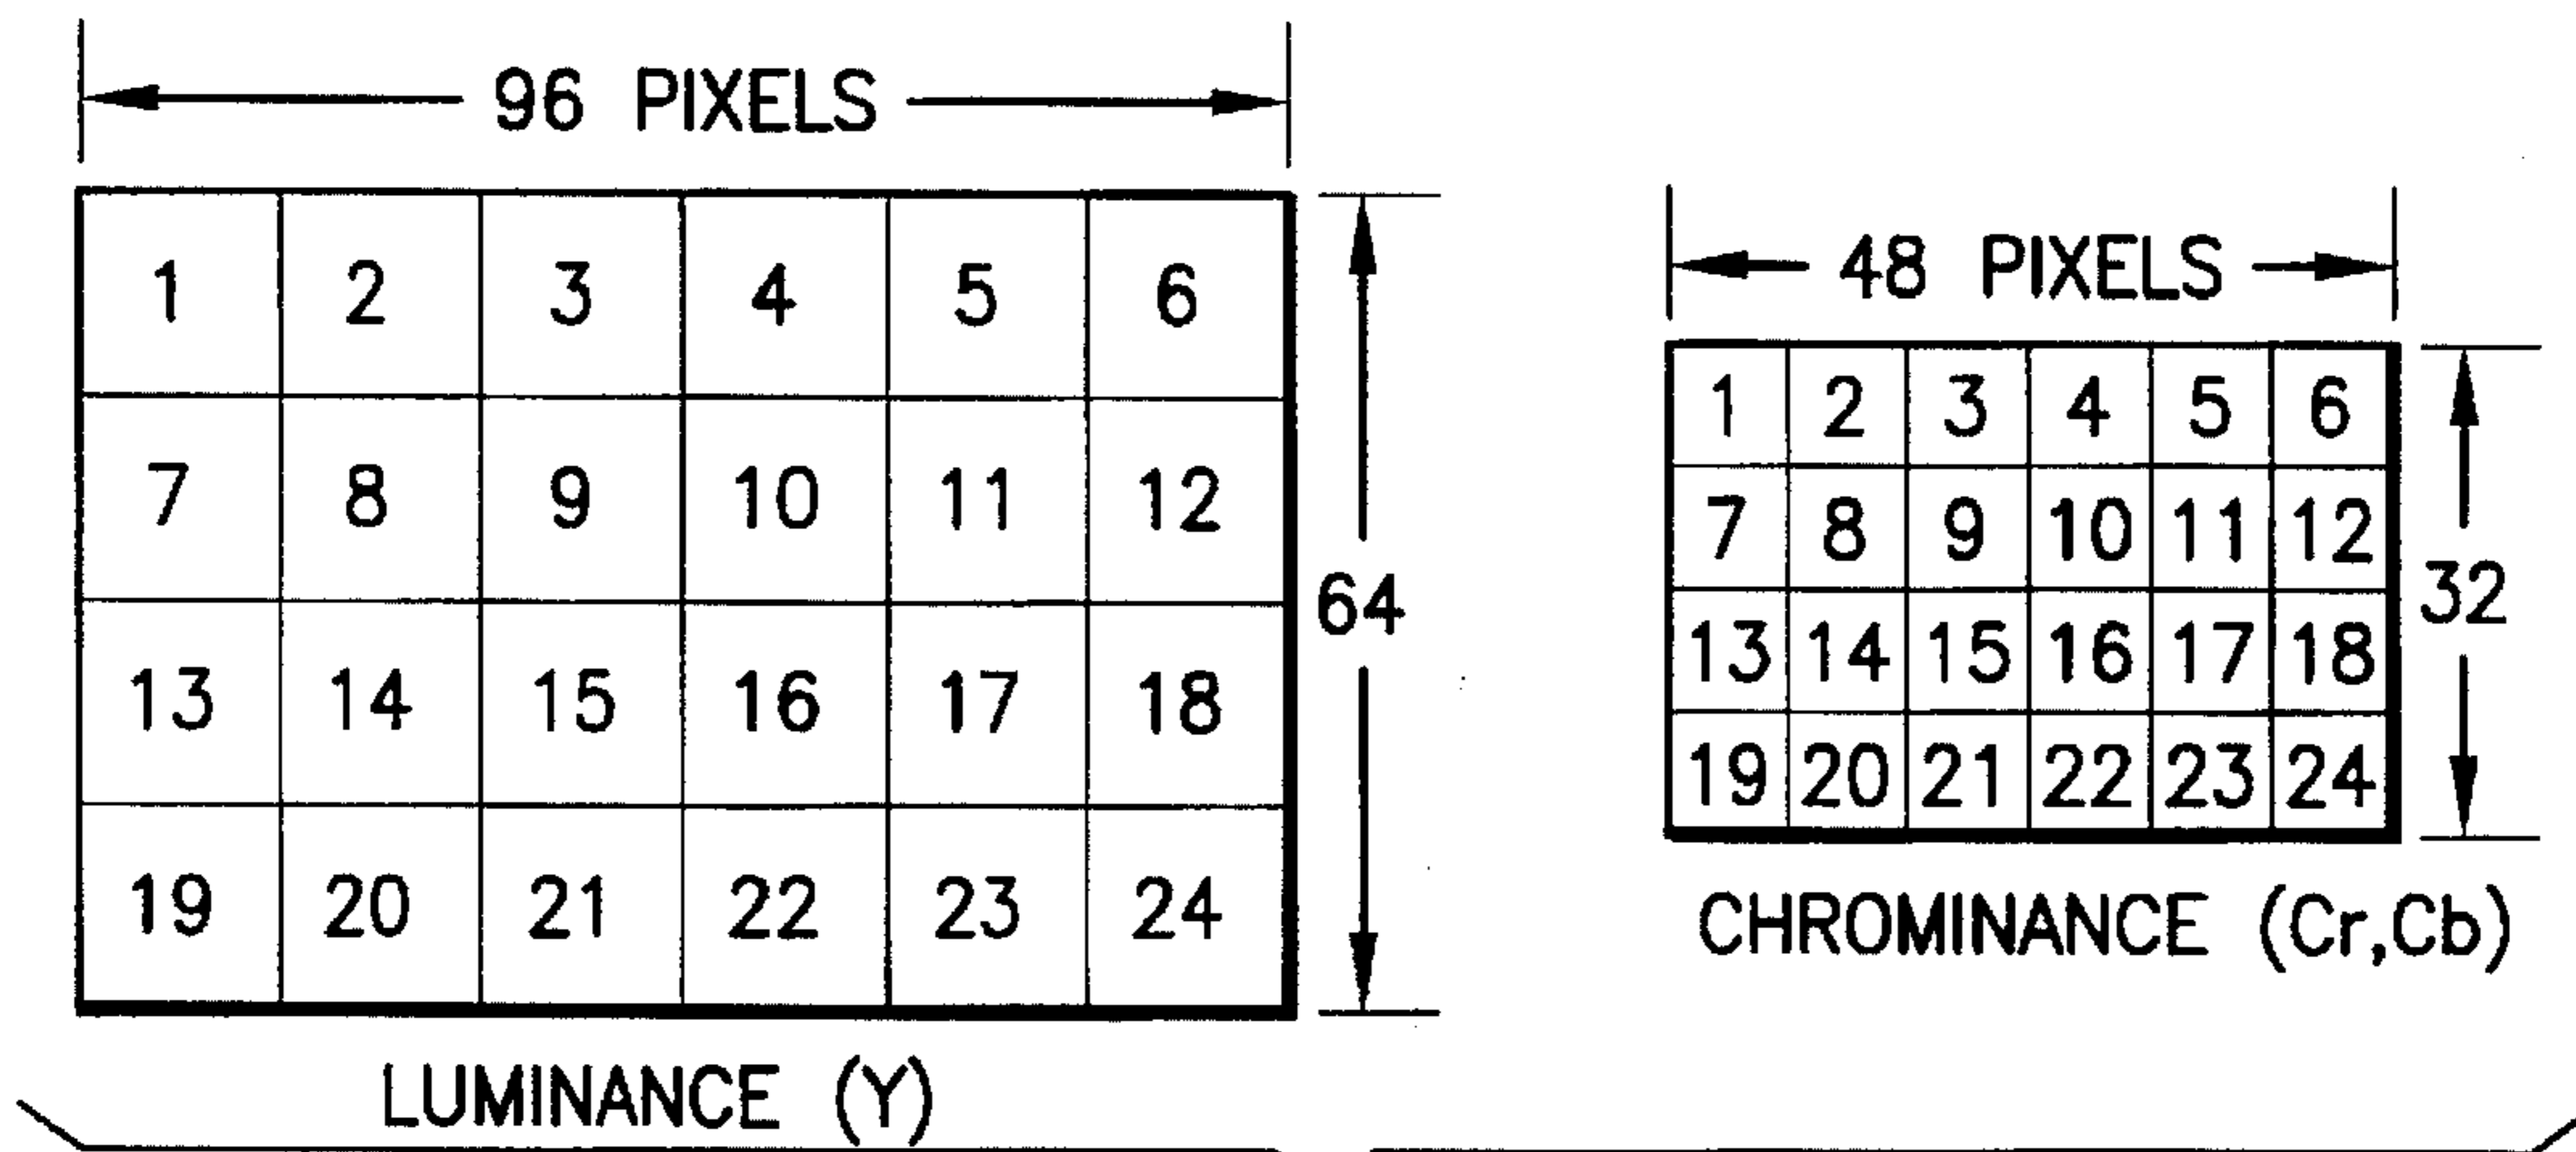 96 PIXELS
1 2 3 4 5 6
7 8 9 10 11 12
13 14 15 16 17 18
19 20 21 22 23 24
64
LUMINANCE (Y)
48 PIXELS
1 2 3 4 5 6
7 8 9 10 11 12
13 14 15 16 17 18
19 20 21 22 23 24
32
CHROMINANCE (Cr,Cb)